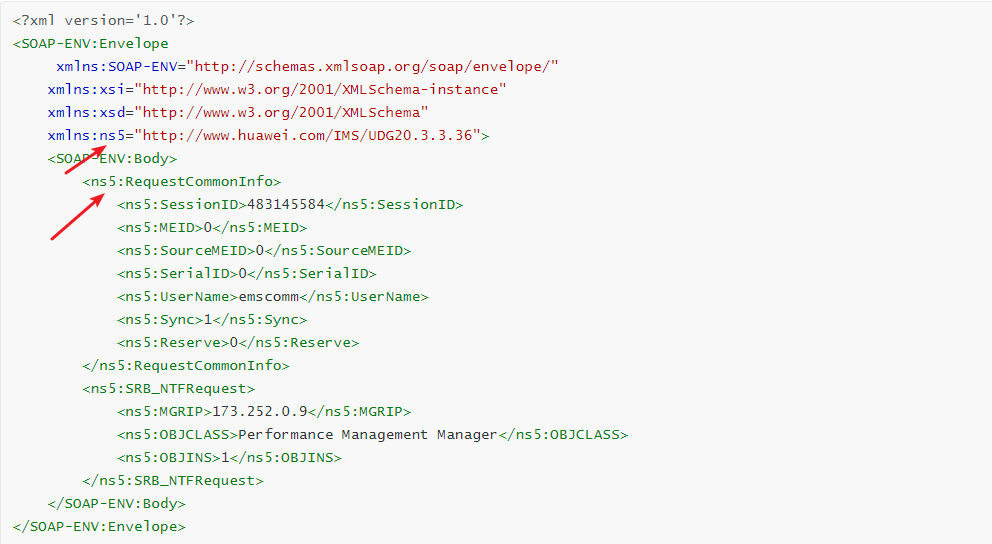 <?xml version='1.0'?>
<SOAP-ENV:Envelope
xmlns:SOAP-ENV="http://schemas.xmlsoap.org/soap/envelope/"
xmlns:xsi="http://www.w3.org/2001/XMLSchema-instance"
xmlns:xsd="http://www.w3.org/2001/XMLSchema"
xmlns:ns5="http://www.huawei.com/IMS/UDG20.3.3.36">
<SOAP-ENV:Body>
<ns5:RequestCommonInfo>
<ns5:SessionID>483145584</ns5:SessionID>
<ns5:MEID>0</ns5:MEID>
<ns5:SourceMEID>0</ns5:SourceMEID>
<ns5:SerialID>0</ns5:SerialID>
<ns5:UserName>emscomm</ns5:UserName>
<ns5:Sync>1</ns5:Sync>
<ns5:Reserve>0</ns5:Reserve>
</ns5:RequestCommonInfo>
<ns5:SRB_NTFRequest>
<ns5:MGRIP>173.252.0.9</ns5:MGRIP>
<ns5:OBJCLASS>Performance Management Manager</ns5:OBJCLASS>
<ns5:OBJINS>1</ns5:OBJINS>
</ns5:SRB_NTFRequest>
</SOAP-ENV:Body>
</SOAP-ENV:Envelope>